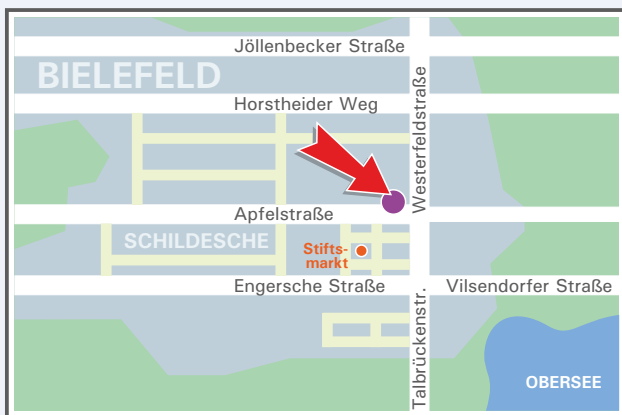 Jöllenbecker Straße
BIELEFELD
Horstheider Weg
Westerfeldstraße
Apfelstraße
SCHILDESCHE
Stifts-
markt
Engersche Straße
Vilsendorfer Straße
Talbrückenstr.
OBERSEE